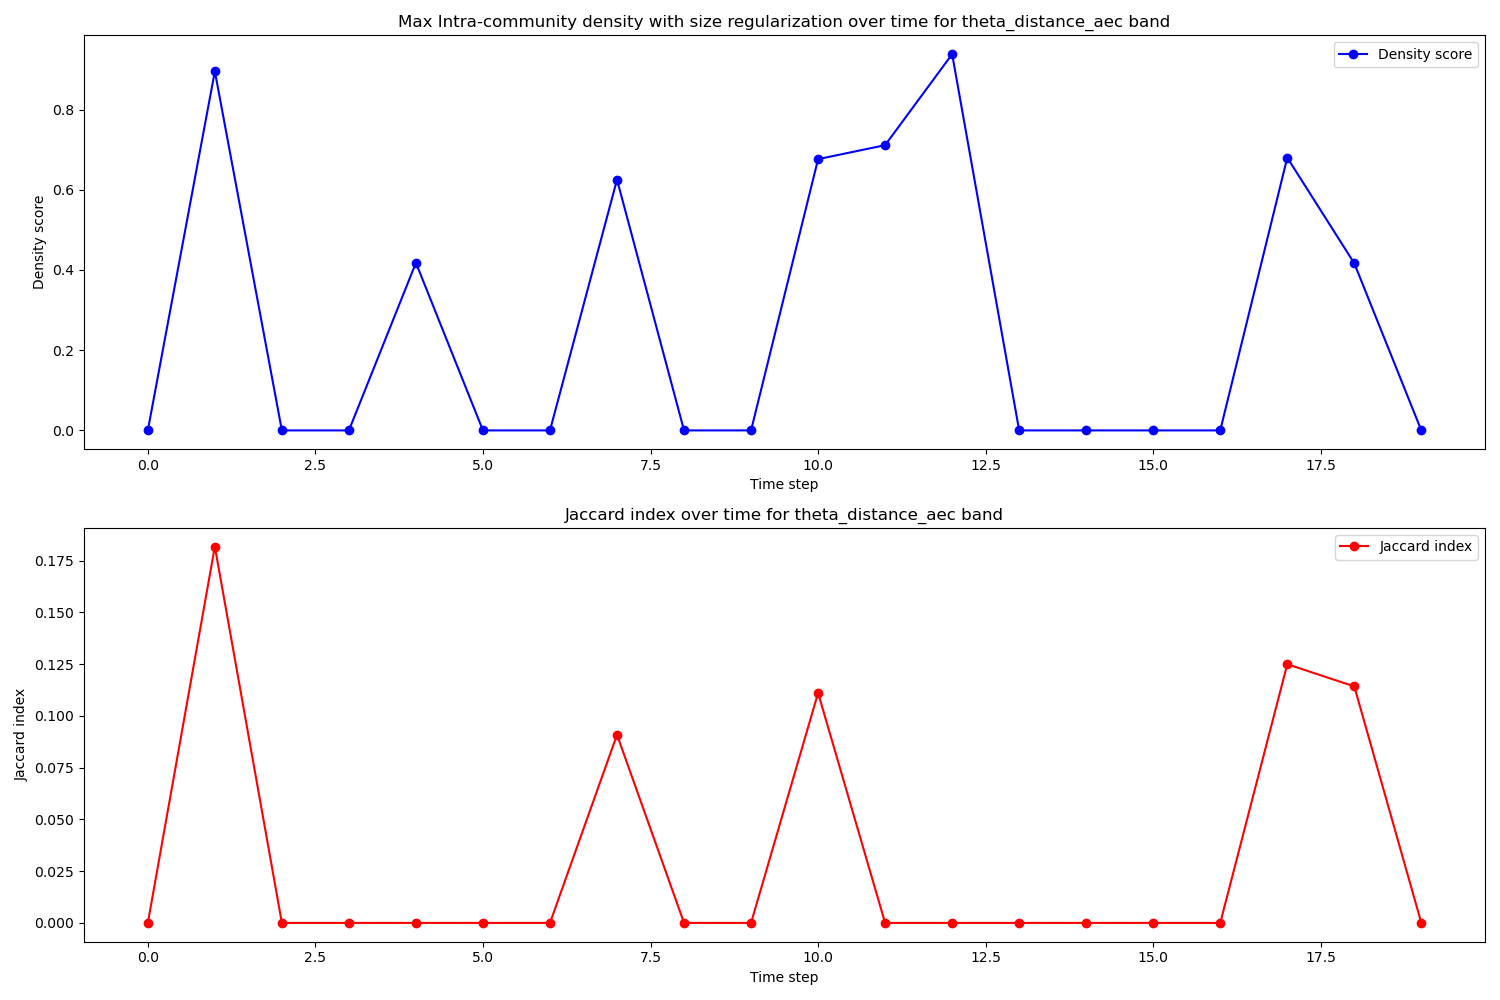 Max Intra-community density with size regularization over time for theta_distance_aec band
Density score
0.8
0.6
0.4
0.2
0.0
Density score
0.0 2.5 5.0 7.5 10.0 12.5 15.0 17.5
Time step
Jaccard index over time for theta_distance_aec band
Jaccard index
0.175
0.150
0.125
0.100
0.075
0.050
0.025
0.000
Jaccard index
0.0 2.5 5.0 7.5 10.0 12.5 15.0 17.5
Time step